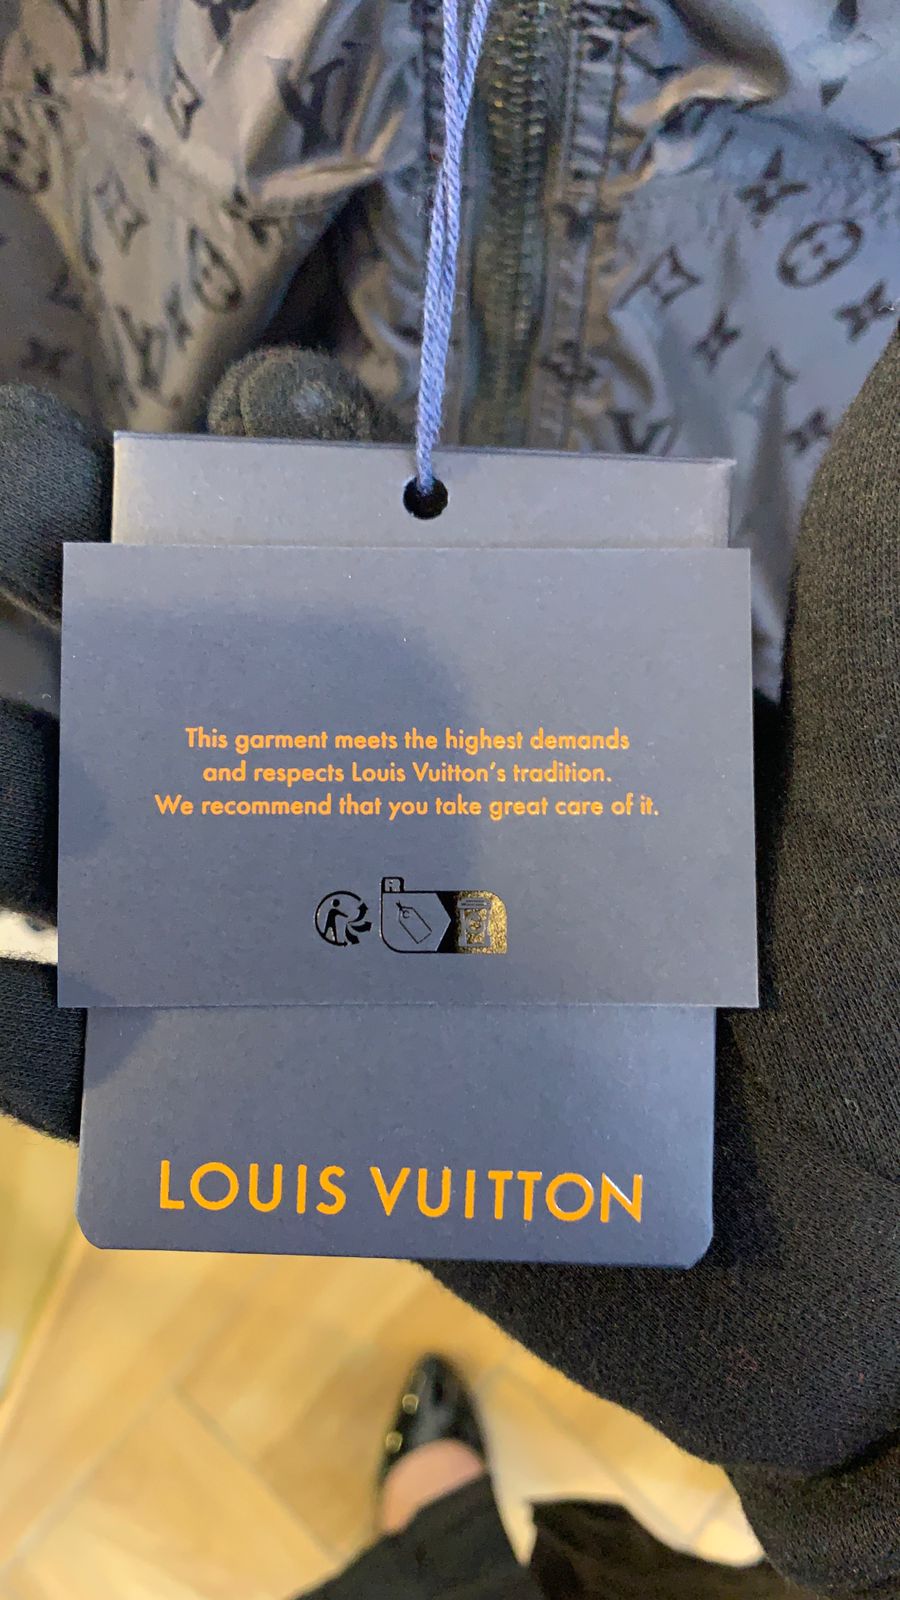 This garment meets the highest demands
and respects Louis Vuitton's tradition.
We recommend that you take great care of it.
FR
LOUIS VUITTON